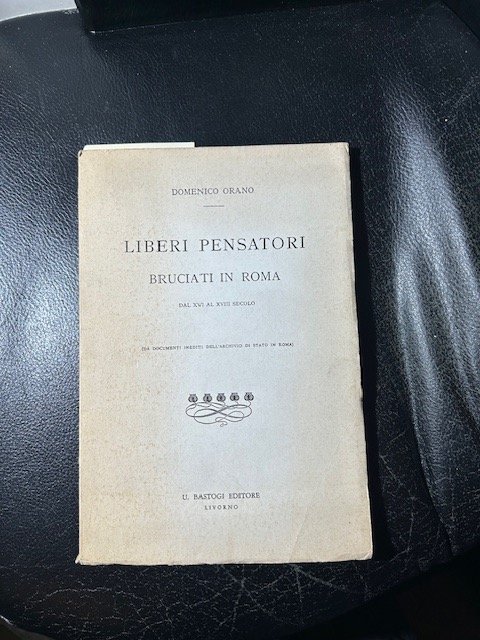 DOMENICO ORANO
LIBERI PENSATORI
BRUCIATI IN ROMA
DAL XVI AL XVIII SECOLO
(DA DOCUMENTI INEDITI DELL'ARCHIVIO DI STATO IN ROMA)
U. BASTOGI EDITORE
LIVORNO